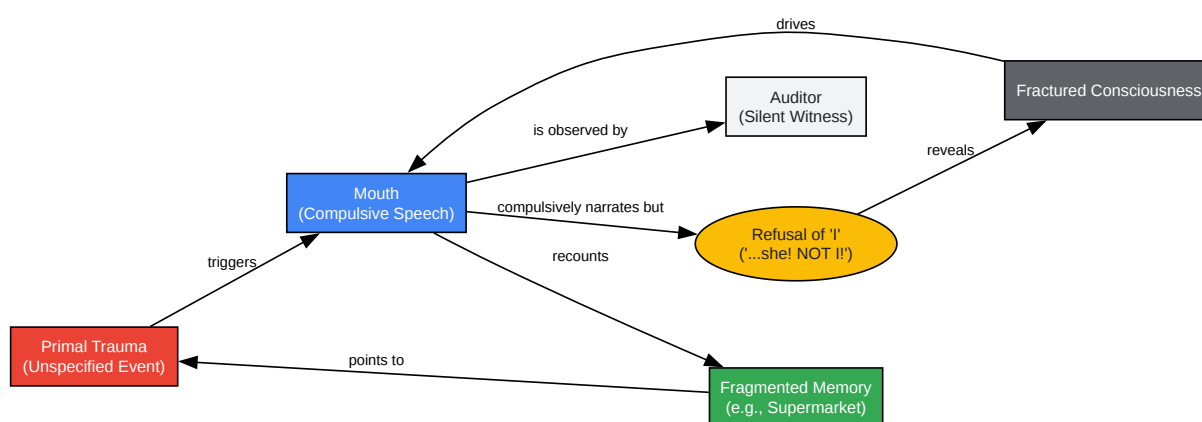 drives
Fractured Consciousness
Auditor
(Silent Witness)
is observed by
reveals
Mouth
(Compulsive Speech)
compulsively narrates but
Refusal of 'I'
('...she! NOT I!')
recounts
triggers
Primal Trauma
(Unspecified Event)
points to
Fragmented Memory
(e.g., Supermarket)